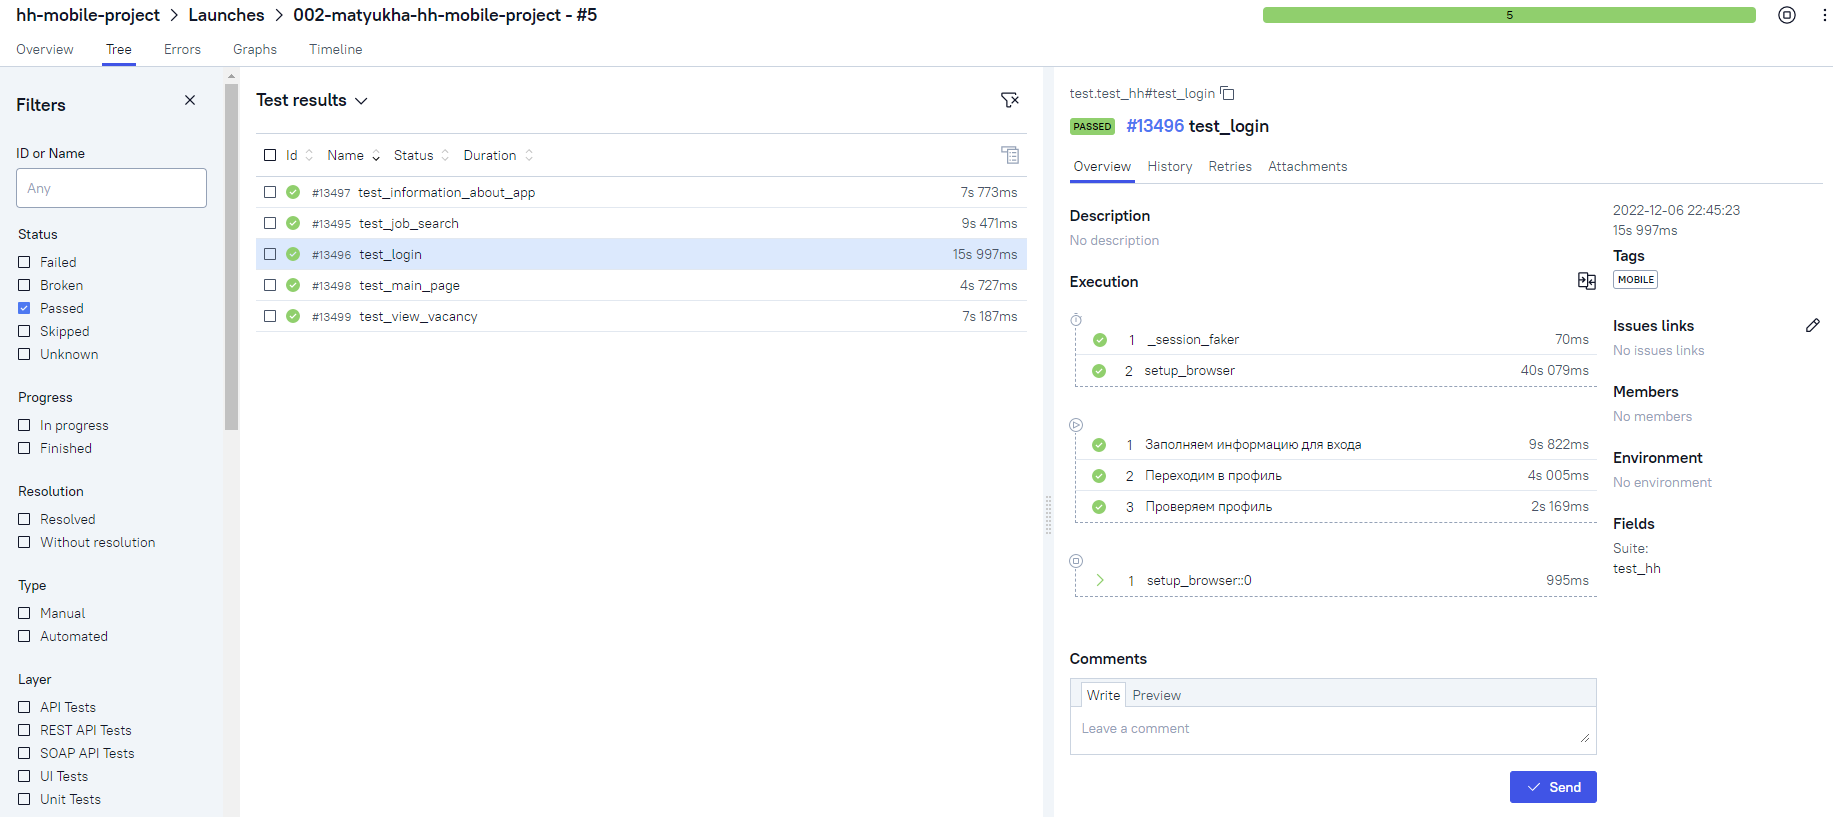 hh-mobile-project > Launches > 002-matyukha-hh-mobile-project - #5
5
Overview Tree Errors Graphs Timeline
Filters
ID or Name
Any
Status
Failed
Broken
Passed
Skipped
Unknown
Progress
In progress
Finished
Resolution
Resolved
Without resolution
Type
Manual
Automated
Layer
API Tests
REST API Tests
SOAP API Tests
UI Tests
Unit Tests
Test results
Id Name Status Duration
#13497 test_information_about_app 7s 773ms
#13495 test_job_search 9s 471ms
#13496 test_login 15s 997ms
#13498 test_main_page 4s 727ms
#13499 test_view_vacancy 7s 187ms
test.test_hh#test_login
PASSED #13496 test_login
Overview History Retries Attachments
Description
No description
Execution
1 _session_faker 70ms
2 setup_browser 40s 079ms
1 Заполняем информацию для входа 9s 822ms
2 Переходим в профиль 4s 005ms
3 Проверяем профиль 2s 169ms
1 setup_browser::0 995ms
Comments
Write Preview
Leave a comment
Send
2022-12-06 22:45:23
15s 997ms
Tags
MOBILE
Issues links
No issues links
Members
No members
Environment
No environment
Fields
Suite:
test_hh